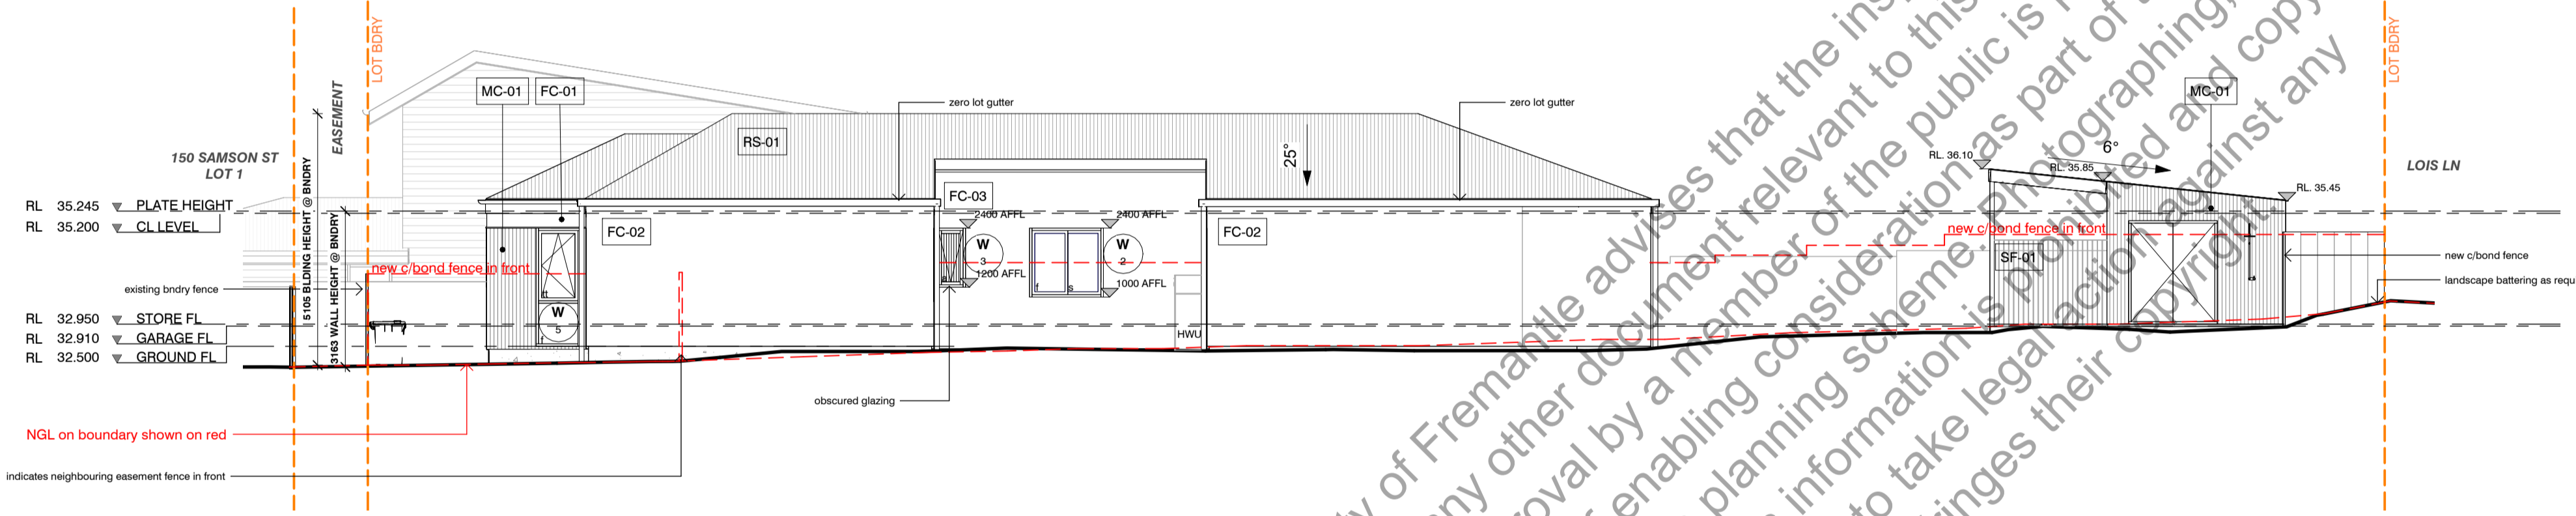 LOT BDRY
EASEMENT
150 SAMSON ST
LOT 1
5105 BLDING HEIGHT @ BNDRY
3163 WALL HEIGHT @ BNDRY
MC-01
FC-01
RS-01
zero lot gutter
zero lot gutter
25°
MC-01
LOT BDRY
RL. 36.10
6°
RL. 35.85
RL. 35.45
LOIS LN
RL 35.245 PLATE HEIGHT
RL 35.200 CL LEVEL
FC-03
FC-02
2400 AFFL
2400 AFFL
W
3
W
2
1200 AFFL
1000 AFFL
f
s
FC-02
new c/bond fence in front
new c/bond fence in front
SF-01
new c/bond fence
landscape battering as requ
existing bndry fence
W
5
HWU
RL 32.950 STORE FL
RL 32.910 GARAGE FL
RL 32.500 GROUND FL
obscured glazing
NGL on boundary shown on red
indicates neighbouring easement fence in front
y of Fremantle advises that the ins
ny other document relevant to this
oval by a member of the public is
enabling consideration as part of
planning scheme. Photographing,
information is prohibited and copy
to take legal action against any
inges their copyright.